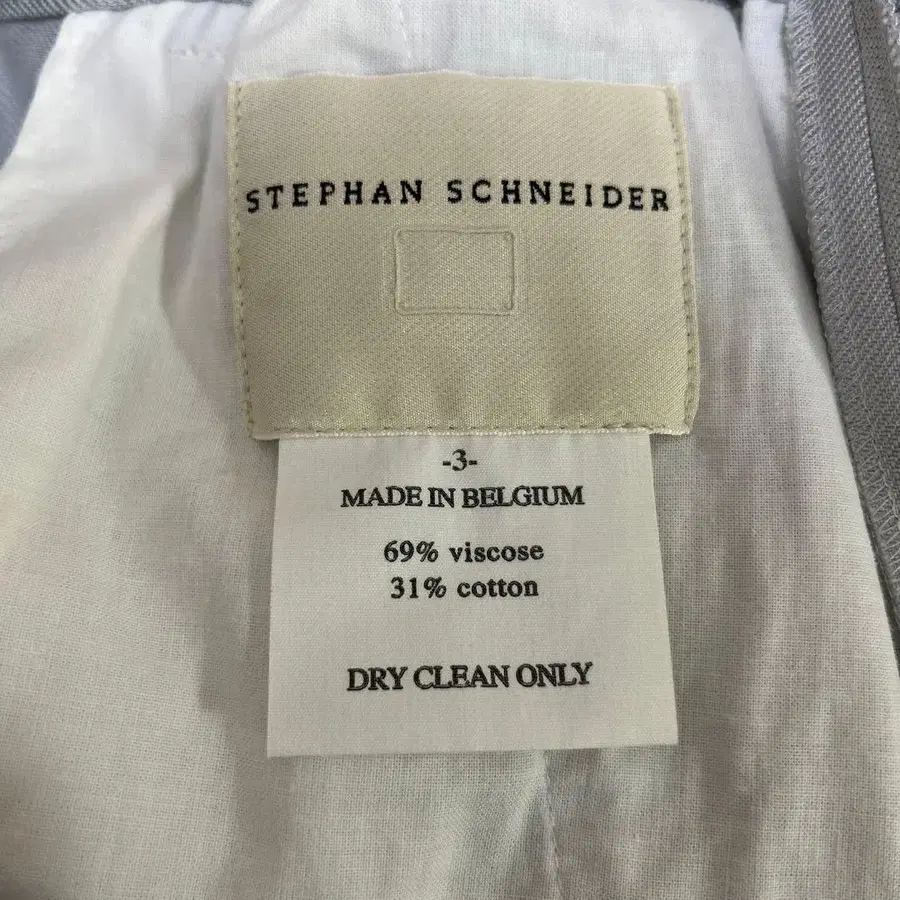 STEPHAN SCHNEIDER
-3-
MADE IN BELGIUM
69% viscose
31% cotton
DRY CLEAN ONLY